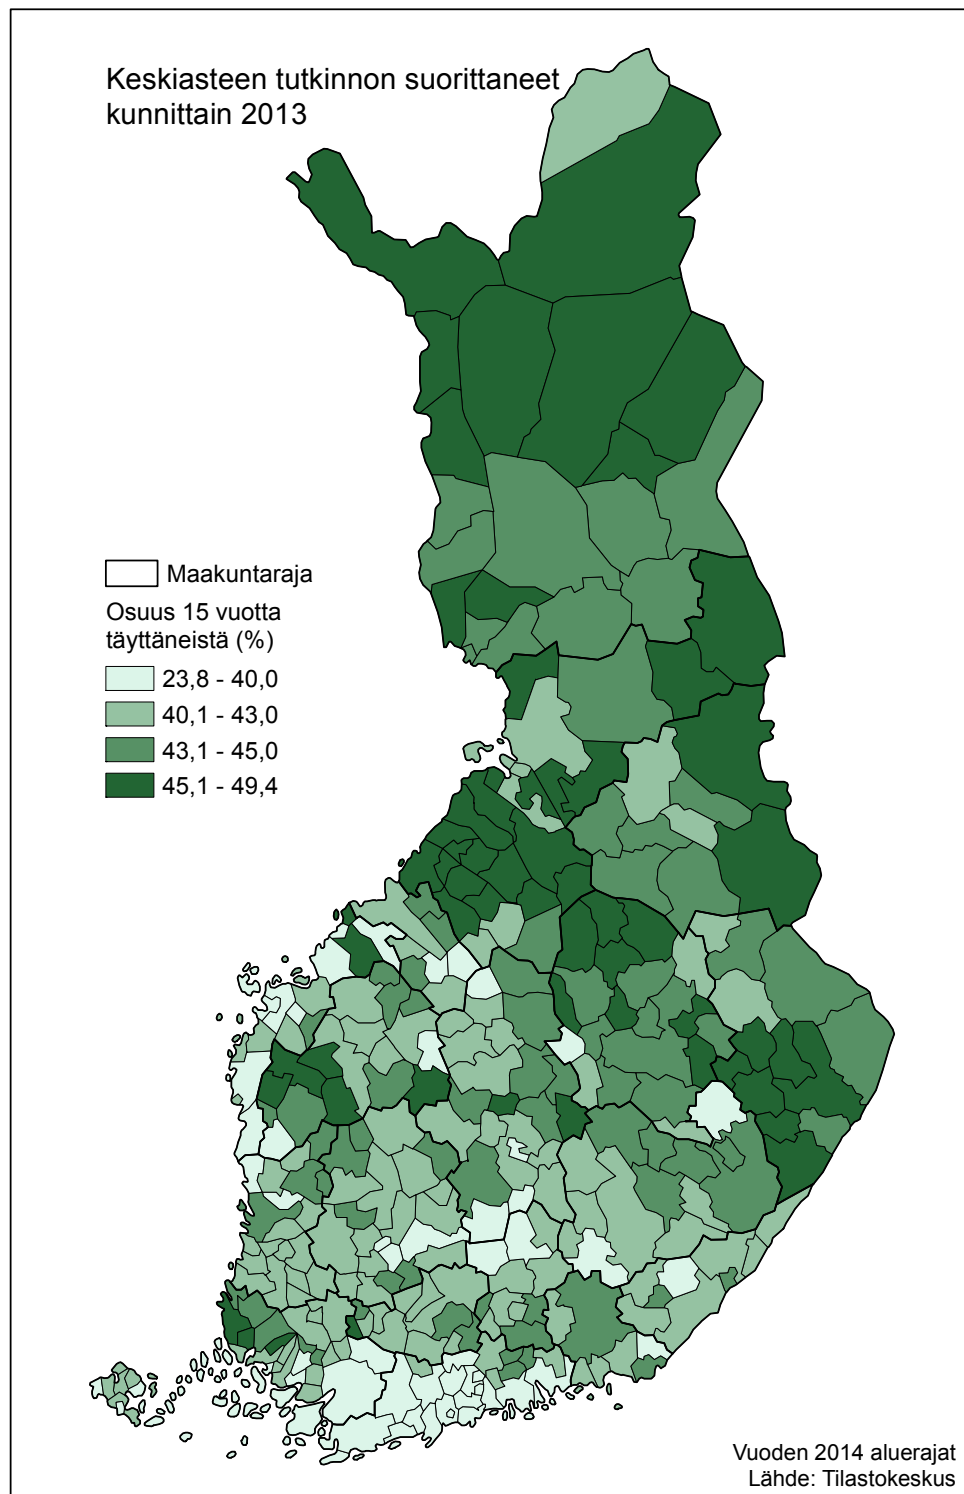 Keskiasteen tutkinnon suorittaneet
kunnittain 2013
Maakuntaraja
Osuus 15 vuotta
täyttäneistä (%)
23,8 - 40,0
40,1 - 43,0
43,1 - 45,0
45,1 - 49,4
Vuoden 2014 aluerajat
Lähde: Tilastokeskus